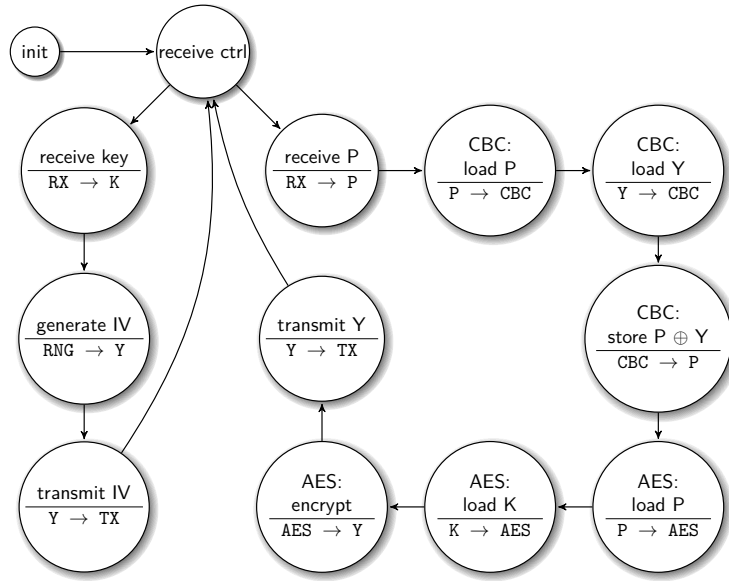 init
receive ctrl
receive key
RX → K
receive P
RX → P
CBC:
load P
P → CBC
CBC:
load Y
Y → CBC
generate IV
RNG → Y
transmit Y
Y → TX
CBC:
store P ⊕ Y
CBC → P
transmit IV
Y → TX
AES:
encrypt
AES → Y
AES:
load K
K → AES
AES:
load P
P → AES